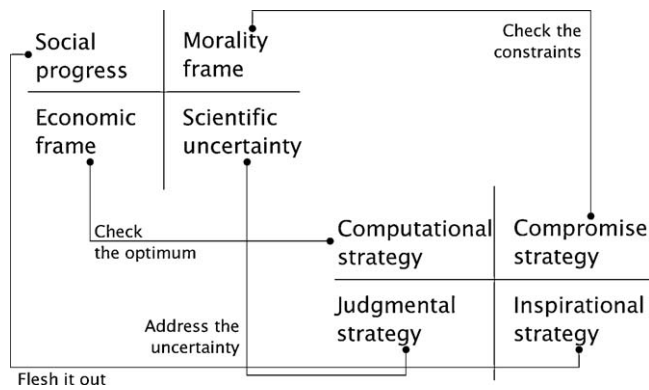 Social
progress
Morality
frame
Check the
constraints
Economic
frame
Scientific
uncertainty
Check
the optimum
Computational
strategy
Compromise
strategy
Address the
uncertainty
Judgmental
strategy
Inspirational
strategy
Flesh it out